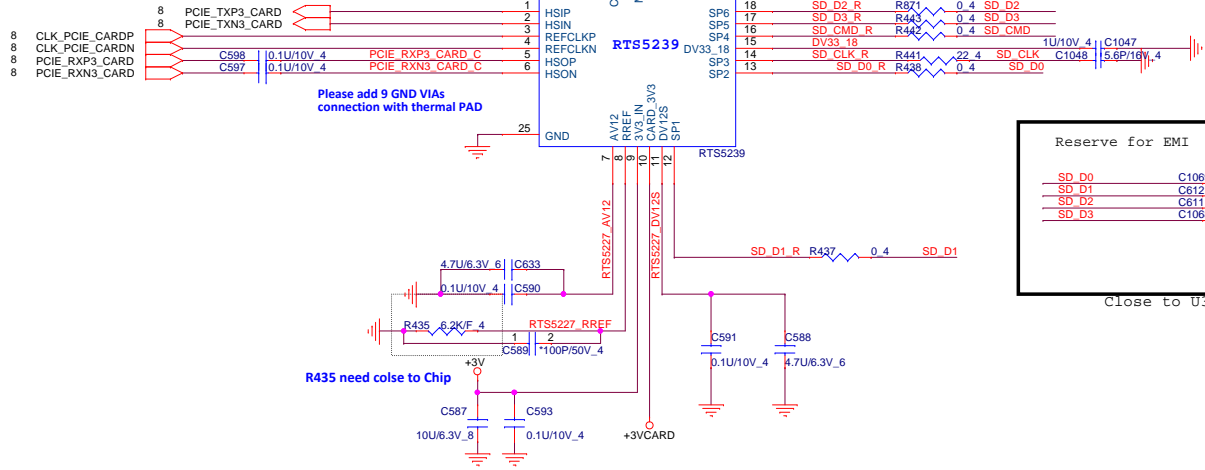 8 PCIE_TXP3_CARD
8 PCIE_TXN3_CARD
8 CLK_PCIE_CARDP
8 CLK_PCIE_CARDN
8 PCIE_RXP3_CARD
8 PCIE_RXN3_CARD
C598 0.1U/10V_4 PCIE_RXP3_CARD_C
C597 0.1U/10V_4 PCIE_RXN3_CARD_C
1 HSIP
2 HSIN
3 REFCLKP
4 REFCLKN
5 HSOP
6 HSON
25 GND
RTS5239
SP6 18 SD_D2_R R871 0_4 SD_D2
SP5 17 SD_D3_R R443 0_4 SD_D3
SP4 16 SD_CMD_R R442 0_4 SD_CMD
DV33_18 15 DV33_18 1U/10V_4 C1047
SP3 14 SD_CLK_R R441 22_4 SD_CLK C1048 5.6P/16V_4
SP2 13 SD_D0_R R438 0_4 SD_D0
Please add 9 GND VIAs
connection with thermal PAD
AV12 7
RREF 8
3V3_IN 9
CARD_3V3 10
DV12S 11
SP1 12
RTS5239
Reserve for EMI
SD_D0
SD_D1 C612
SD_D2 C611
SD_D3
Close to
RTS5227_AV12
RTS5227_DV12S
SD_D1_R R437 0_4 SD_D1
4.7U/6.3V_6 C633
0.1U/10V_4 C590
R435 6.2K/F_4 RTS5227_RREF
1 2
C589 *100P/50V_4
R435 need colse to Chip
+3V
C587
10U/6.3V_8
C593
0.1U/10V_4
+3VCARD
C591
0.1U/10V_4
C588
4.7U/6.3V_6